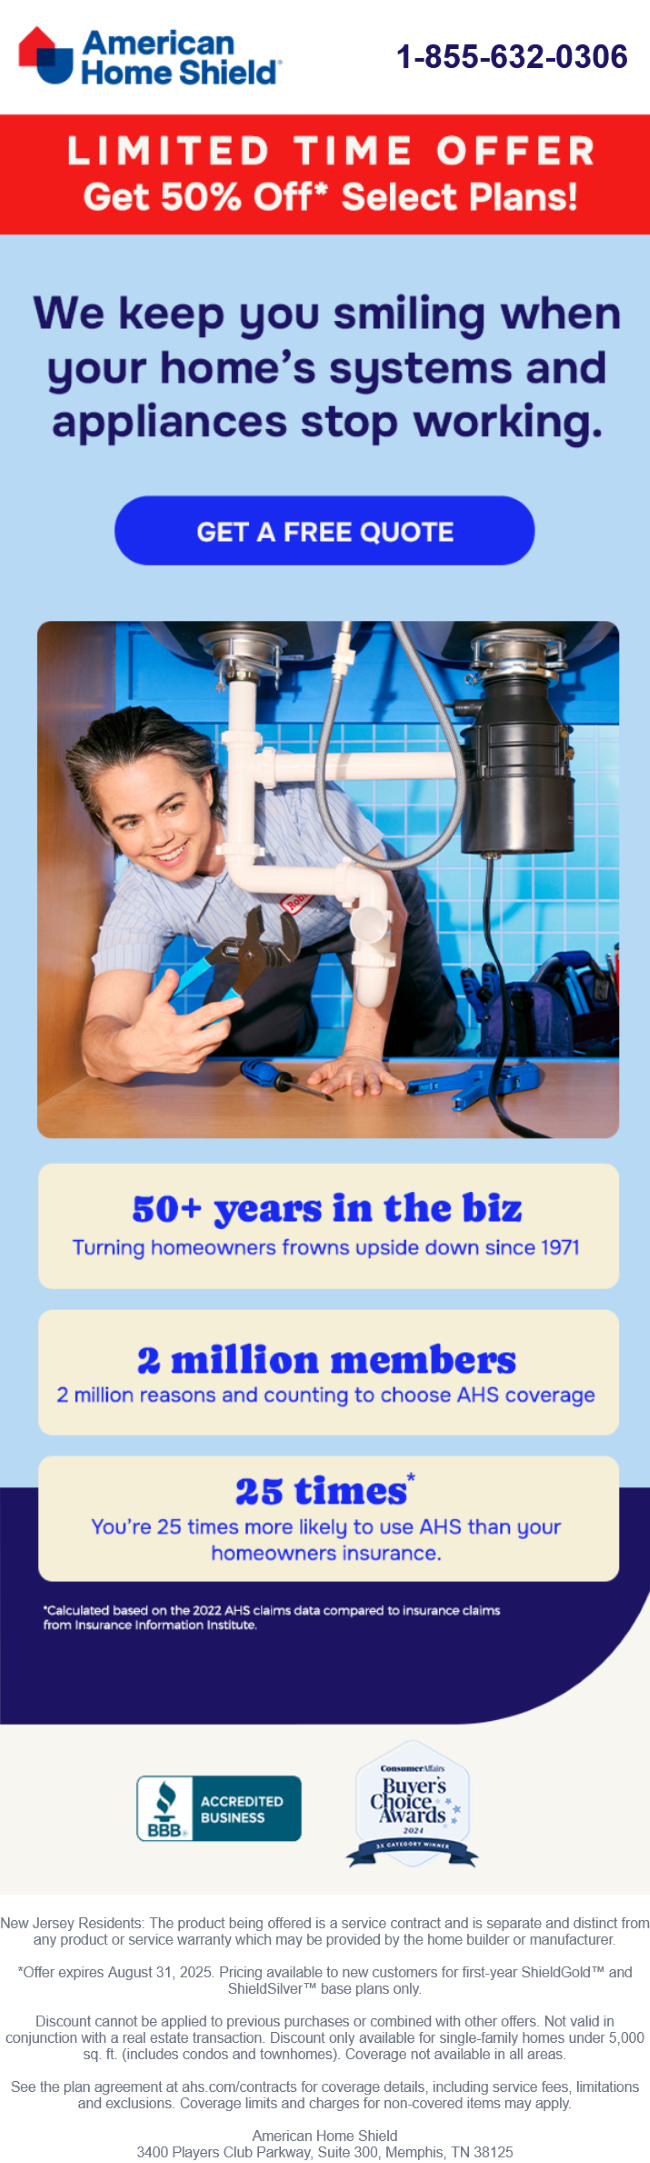 American
Home Shield®
1-855-632-0306
LIMITED TIME OFFER
Get 50% Off* Select Plans!
We keep you smiling when
your home's systems and
appliances stop working.
GET A FREE QUOTE
50+ years in the biz
Turning homeowners frowns upside down since 1971
2 million members
2 million reasons and counting to choose AHS coverage
25 times*
You're 25 times more likely to use AHS than your
homeowners insurance.
*Calculated based on the 2022 AHS claims data compared to insurance claims
from Insurance Information Institute.
BBB®
ACCREDITED
BUSINESS
ConsumerAffairs
Buyer's
Choice
Awards
2024
3X CATEGORY WINNER
New Jersey Residents: The product being offered is a service contract and is separate and distinct from
any product or service warranty which may be provided by the home builder or manufacturer.
*Offer expires August 31, 2025. Pricing available to new customers for first-year ShieldGold™ and
ShieldSilver™ base plans only.
Discount cannot be applied to previous purchases or combined with other offers. Not valid in
conjunction with a real estate transaction. Discount only available for single-family homes under 5,000
sq. ft. (includes condos and townhomes). Coverage not available in all areas.
See the plan agreement at ahs.com/contracts for coverage details, including service fees, limitations
and exclusions. Coverage limits and charges for non-covered items may apply.
American Home Shield
3400 Players Club Parkway, Suite 300, Memphis, TN 38125